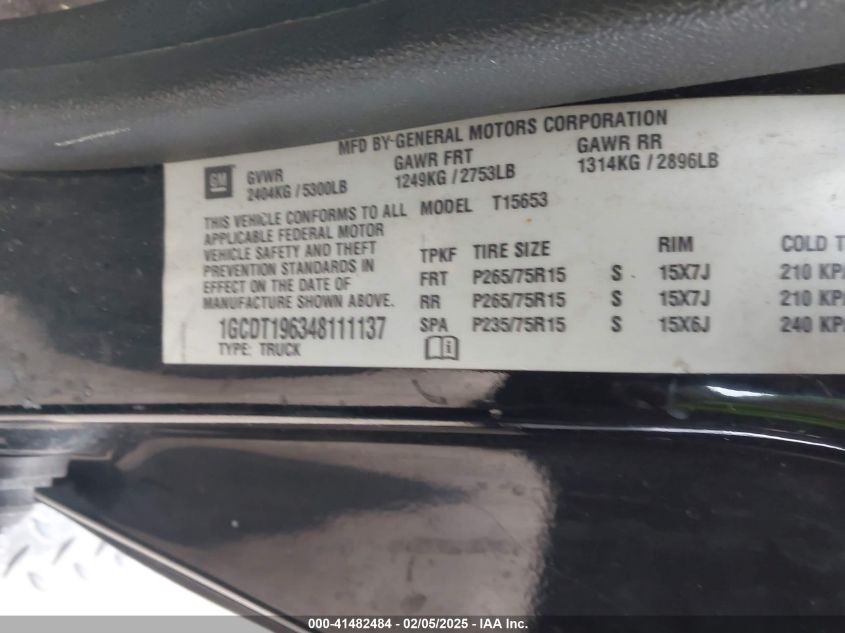 MFD BY-GENERAL MOTORS CORPORATION
GM
GVWR GAWR FRT GAWR RR
2404KG / 5300LB 1249KG / 2753LB 1314KG / 2896LB
THIS VEHICLE CONFORMS TO ALL
APPLICABLE FEDERAL MOTOR
VEHICLE SAFETY AND THEFT
PREVENTION STANDARDS IN
EFFECT ON THE DATE OF
MANUFACTURE SHOWN ABOVE.
1GCDT196348111137
TYPE: TRUCK
MODEL T15653
TPKF TIRE SIZE RIM COLD
FRT P265/75R15 S 15X7J 210 KPA
RR P265/75R15 S 15X7J 210 KPA
SPA P235/75R15 S 15X6J 240 KPA
000-41482484 - 02/05/2025 - IAA Inc.